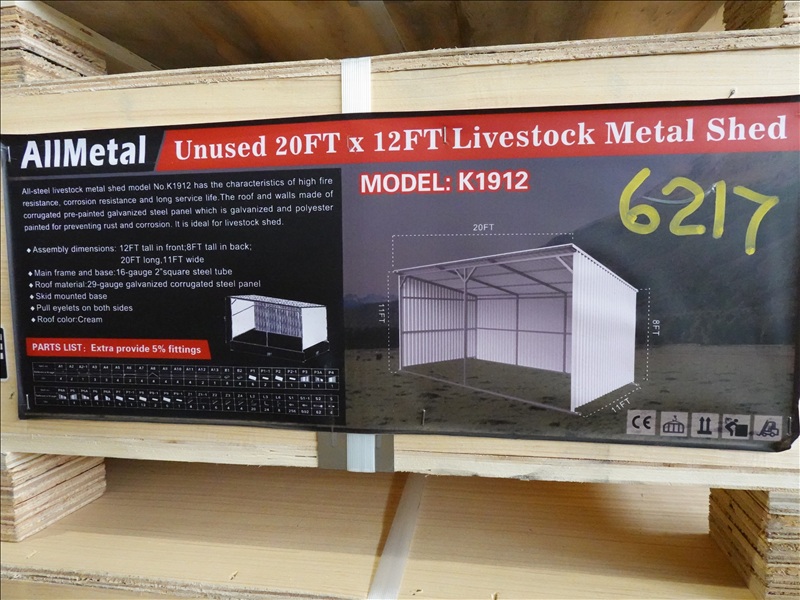 AllMetal
Unused 20FT x 12FT Livestock Metal Shed
MODEL: K1912
6217
All-steel livestock metal shed model No.K1912 has the characteristics of high fire
resistance, corrosion resistance and long service life.The roof and walls made of
corrugated pre-painted galvanized steel panel which is galvanized and polyester
painted for preventing rust and corrosion. It is ideal for livestock shed.
Assembly dimensions: 12FT tall in front;8FT tall in back;
20FT long,11FT wide
Main frame and base:16-gauge 2"square steel tube
Roof material:29-gauge galvanized corrugated steel panel
Skid mounted base
Pull eyelets on both sides
Roof color:Cream
PARTS LIST: Extra provide 5% fittings
20FT
11FT
8FT
11FT
CE